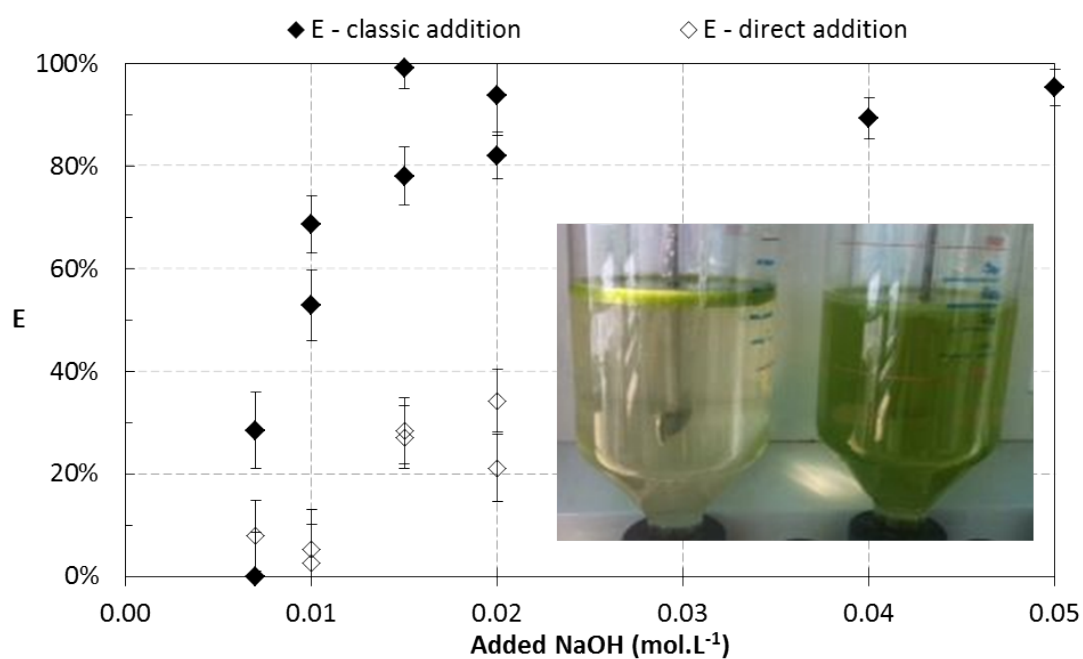 E - classic addition
E - direct addition
100%
80%
60%
40%
20%
0%
E
0.00 0.01 0.02 0.03 0.04 0.05
Added NaOH (mol.L⁻¹)